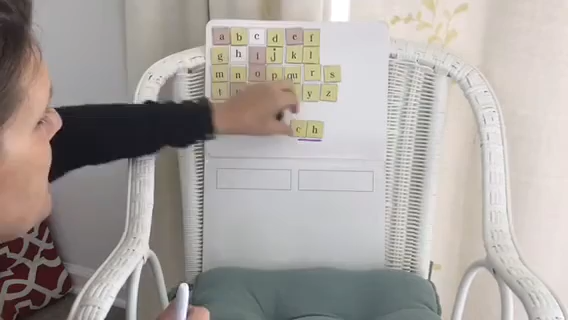 a b c d e f
g h i j k l
m n o p qu r s
t y z
c h